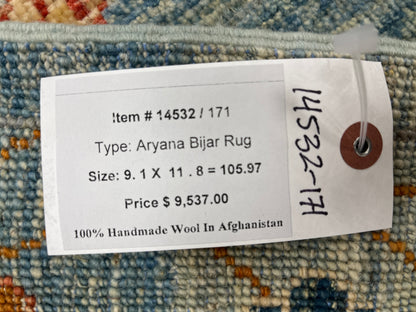 Item # 14532 / 171
Type: Aryana Bijar Rug
Size: 9. 1 X 11 . 8 = 105.97
Price $ 9,537.00
100% Handmade Wool In Afghanistan
14532-171